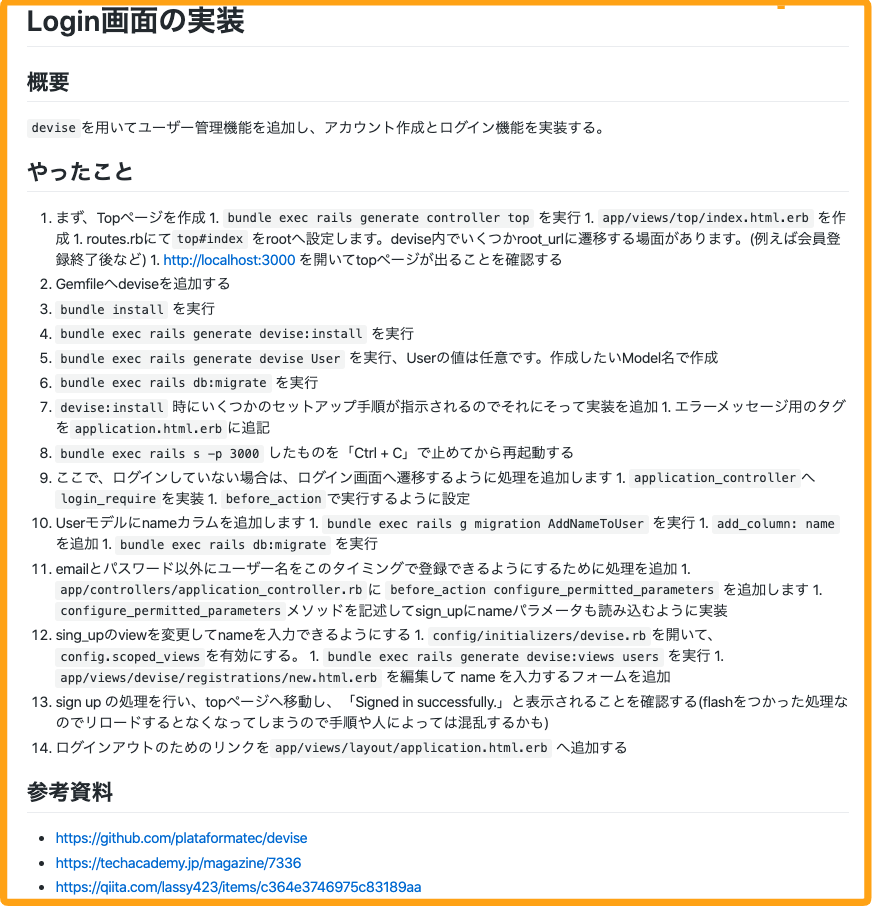 Login画面の実装
概要
deviseを用いてユーザー管理機能を追加し、アカウント作成とログイン機能を実装する。
やったこと
1. まず、Topページを作成 1. bundle exec rails generate controller top を実行 1. app/views/top/index.html.erb を作
成 1. routes.rbにて top#index をrootへ設定します。devise内でいくつかroot_urlに遷移する場面があります。(例えば会員登
録終了後など) 1. http://localhost:3000 を開いてtopページが出ることを確認する
2. Gemfileへdeviseを追加する
3. bundle install を実行
4. bundle exec rails generate devise:install を実行
5. bundle exec rails generate devise User を実行、Userの値は任意です。作成したいModel名で作成
6. bundle exec rails db:migrate を実行
7. devise:install 時にいくつかのセットアップ手順が指示されるのでそれにそって実装を追加 1. エラーメッセージ用のタグ
を application.html.erb に追記
8. bundle exec rails s -p 3000 したものを「Ctrl + C」で止めてから再起動する
9. ここで、ログインしていない場合は、ログイン画面へ遷移するように処理を追加します 1. application_controller へ
login_require を実装 1. before_action で実行するように設定
10. Userモデルにnameカラムを追加します 1. bundle exec rails g migration AddNameToUser を実行 1. add_column: name
を追加 1. bundle exec rails db:migrate を実行
11. emailとパスワード以外にユーザー名をこのタイミングで登録できるようにするために処理を追加 1.
app/controllers/application_controller.rb に before_action configure_permitted_parameters を追加します 1.
configure_permitted_parameters メソッドを記述してsign_upにnameパラメータも読み込むように実装
12. sing_upのviewを変更してnameを入力できるようにする 1. config/initializers/devise.rb を開いて、
config.scoped_views を有効にする。 1. bundle exec rails generate devise:views users を実行 1.
app/views/devise/registrations/new.html.erb を編集して name を入力するフォームを追加
13. sign up の処理を行い、topページへ移動し、「Signed in successfully.」と表示されることを確認する(flashをつかった処理な
のでリロードするとなくなってしまうので手順や人によっては混乱するかも)
14. ログインアウトのためのリンクを app/views/layout/application.html.erb へ追加する
参考資料
• https://github.com/plataformatec/devise
• https://techacademy.jp/magazine/7336
• https://qiita.com/lassy423/items/c364e3746975c83189aa